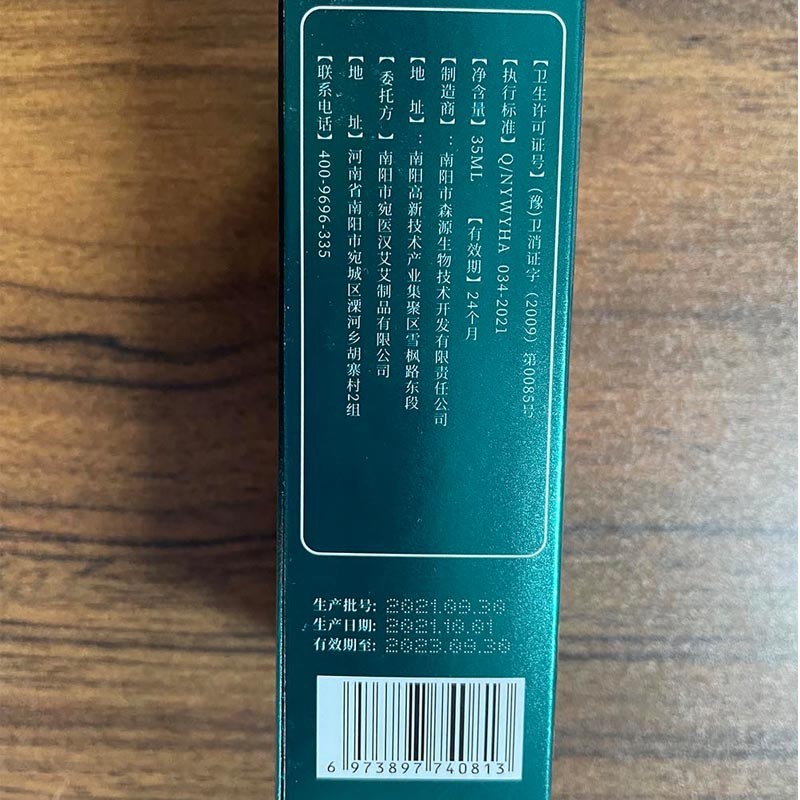 【卫生许可证号】(豫)卫消证字（2009）第0085号
【执行标准】Q/NYWYHA 034-2021
【净含量】35ML 【有效期】24个月
【制造商】：南阳市森源生物技术开发有限责任公司
【地 址】：南阳高新技术产业集聚区雪枫路东段
【委托方 】南阳市宛医汉艾艾制品有限公司
【地 址】河南省南阳市宛城区溧河乡胡寨村2组
【联系电话】400-9696-335
生产批号: 2021.09.30
生产日期: 2021.10.01
有效期至: 2023.09.30
6 973897 740813